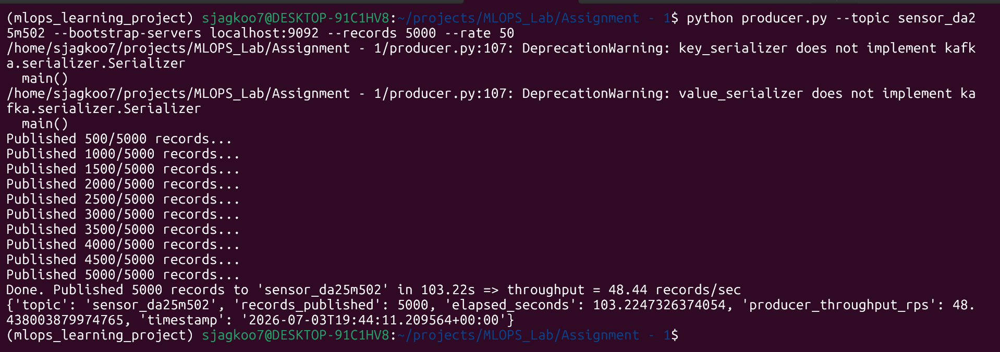 (mlops_learning_project) sjagkoo7@DESKTOP-91C1HV8:~/projects/MLOPS_Lab/Assignment - 1$ python producer.py --topic sensor_da2
5m502 --bootstrap-servers localhost:9092 --records 5000 --rate 50
/home/sjagkoo7/projects/MLOPS_Lab/Assignment - 1/producer.py:107: DeprecationWarning: key_serializer does not implement kafk
a.serializer.Serializer
  main()
/home/sjagkoo7/projects/MLOPS_Lab/Assignment - 1/producer.py:107: DeprecationWarning: value_serializer does not implement ka
fka.serializer.Serializer
  main()
Published 500/5000 records...
Published 1000/5000 records...
Published 1500/5000 records...
Published 2000/5000 records...
Published 2500/5000 records...
Published 3000/5000 records...
Published 3500/5000 records...
Published 4000/5000 records...
Published 4500/5000 records...
Published 5000/5000 records...
Done. Published 5000 records to 'sensor_da25m502' in 103.22s => throughput = 48.44 records/sec
{'topic': 'sensor_da25m502', 'records_published': 5000, 'elapsed_seconds': 103.2247326374054, 'producer_throughput_rps': 48.
438003879974765, 'timestamp': '2026-07-03T19:44:11.209564+00:00'}
(mlops_learning_project) sjagkoo7@DESKTOP-91C1HV8:~/projects/MLOPS_Lab/Assignment - 1$